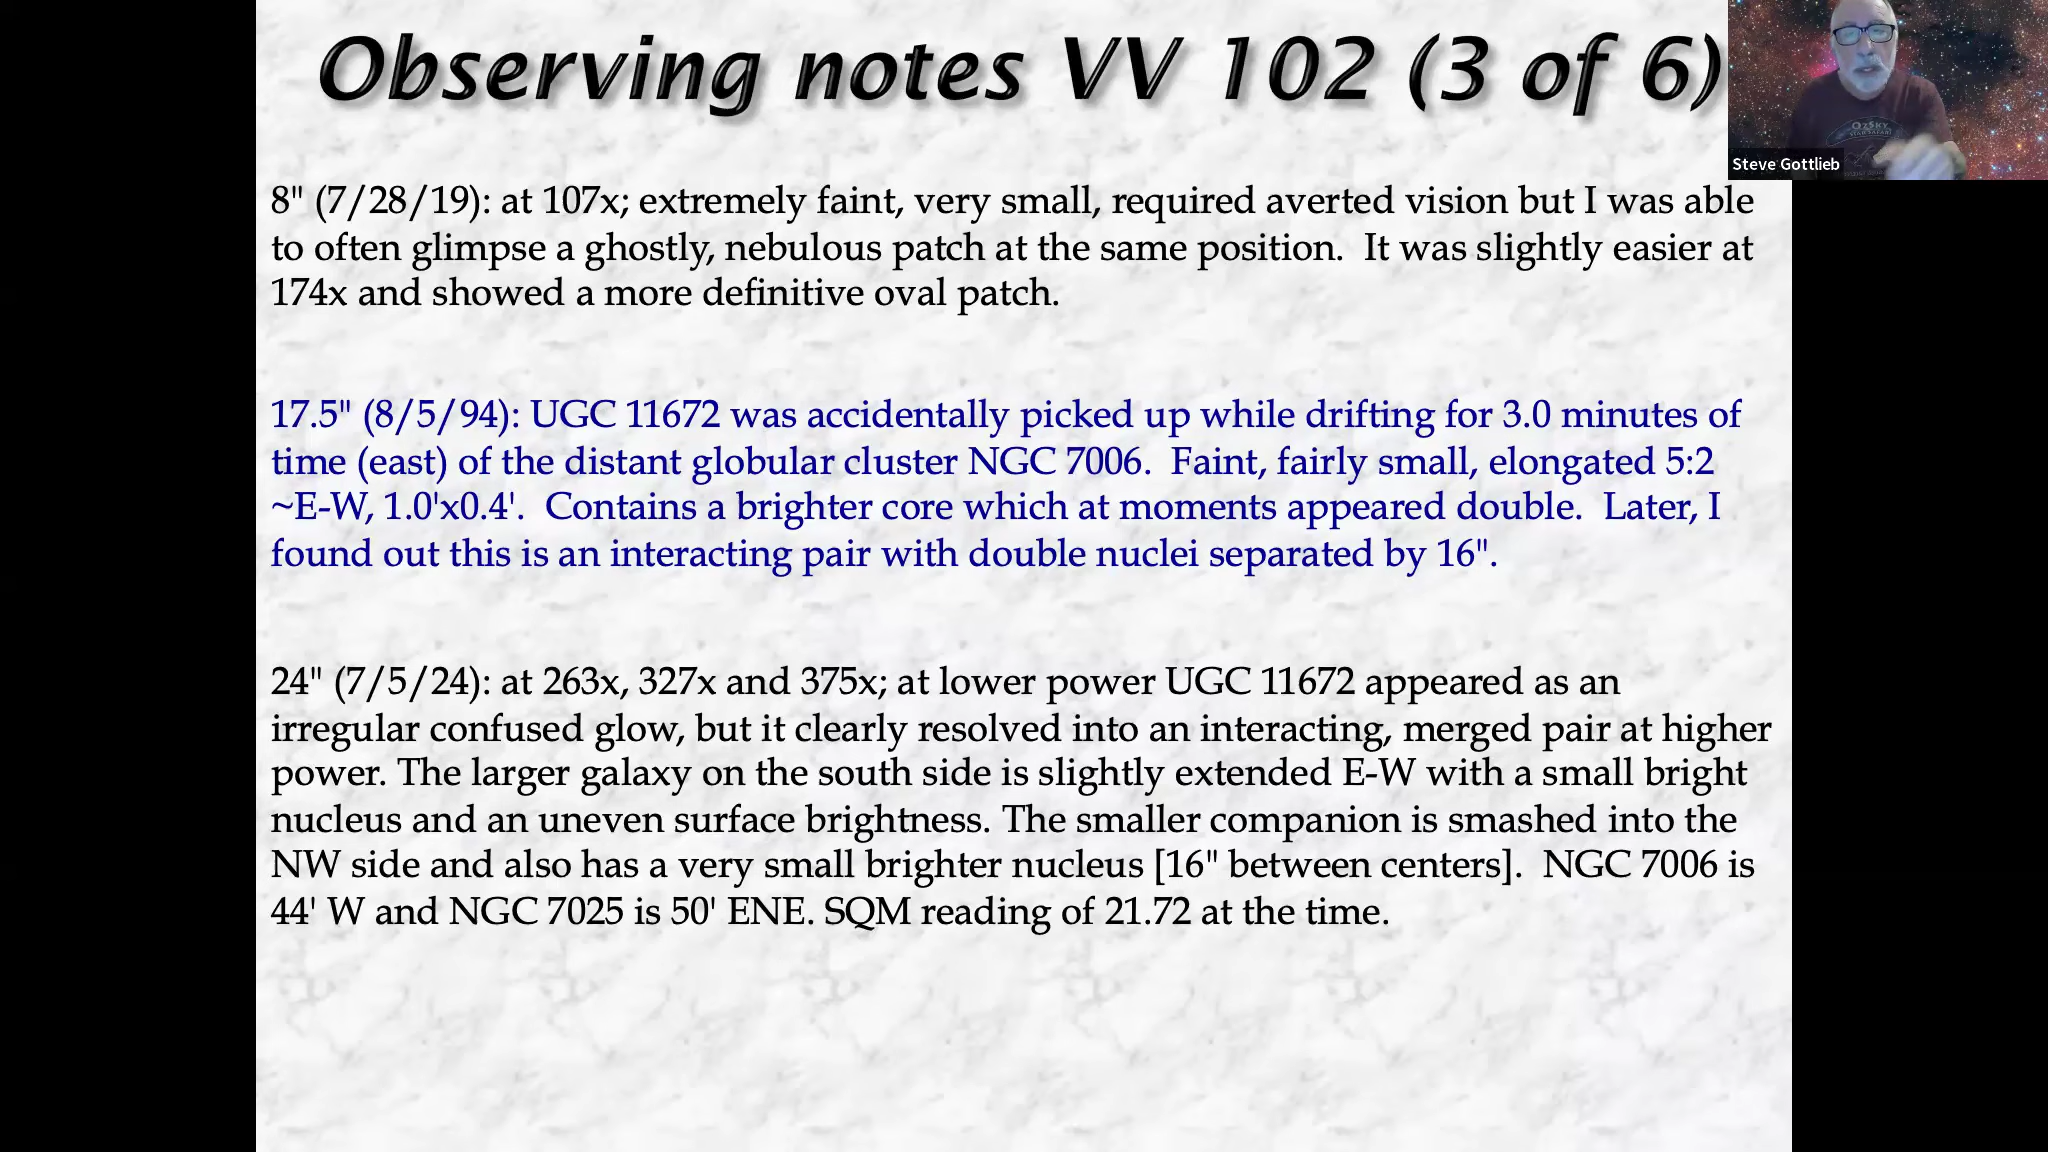 Observing notes VV 102 (3 of 6)
OzSky
STAR SAFARI
Steve Gottlieb
8" (7/28/19): at 107x; extremely faint, very small, required averted vision but I was able
to often glimpse a ghostly, nebulous patch at the same position.  It was slightly easier at
174x and showed a more definitive oval patch.
17.5" (8/5/94): UGC 11672 was accidentally picked up while drifting for 3.0 minutes of
time (east) of the distant globular cluster NGC 7006.  Faint, fairly small, elongated 5:2
~E-W, 1.0'x0.4'.  Contains a brighter core which at moments appeared double.  Later, I
found out this is an interacting pair with double nuclei separated by 16".
24" (7/5/24): at 263x, 327x and 375x; at lower power UGC 11672 appeared as an
irregular confused glow, but it clearly resolved into an interacting, merged pair at higher
power. The larger galaxy on the south side is slightly extended E-W with a small bright
nucleus and an uneven surface brightness. The smaller companion is smashed into the
NW side and also has a very small brighter nucleus [16" between centers].  NGC 7006 is
44' W and NGC 7025 is 50' ENE. SQM reading of 21.72 at the time.